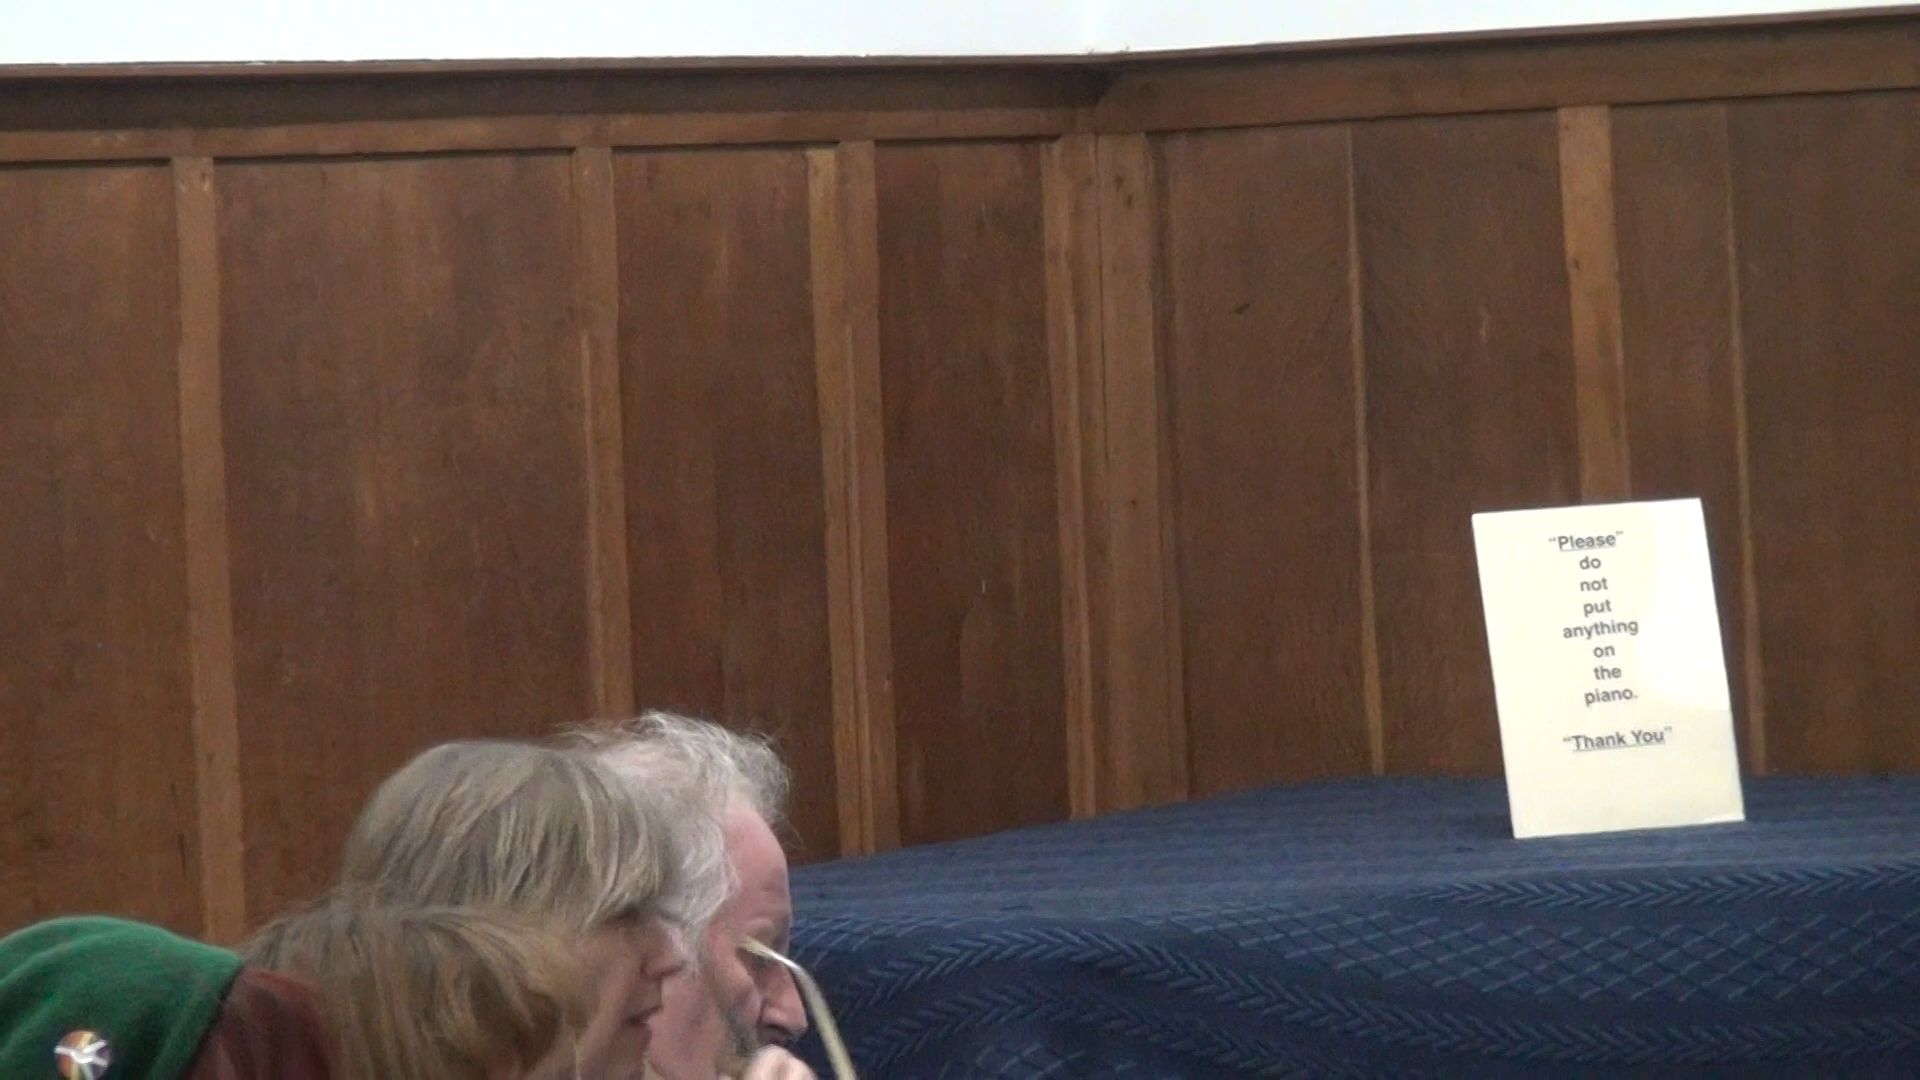 "Please"
do
not
put
anything
on
the
piano.
"Thank You"